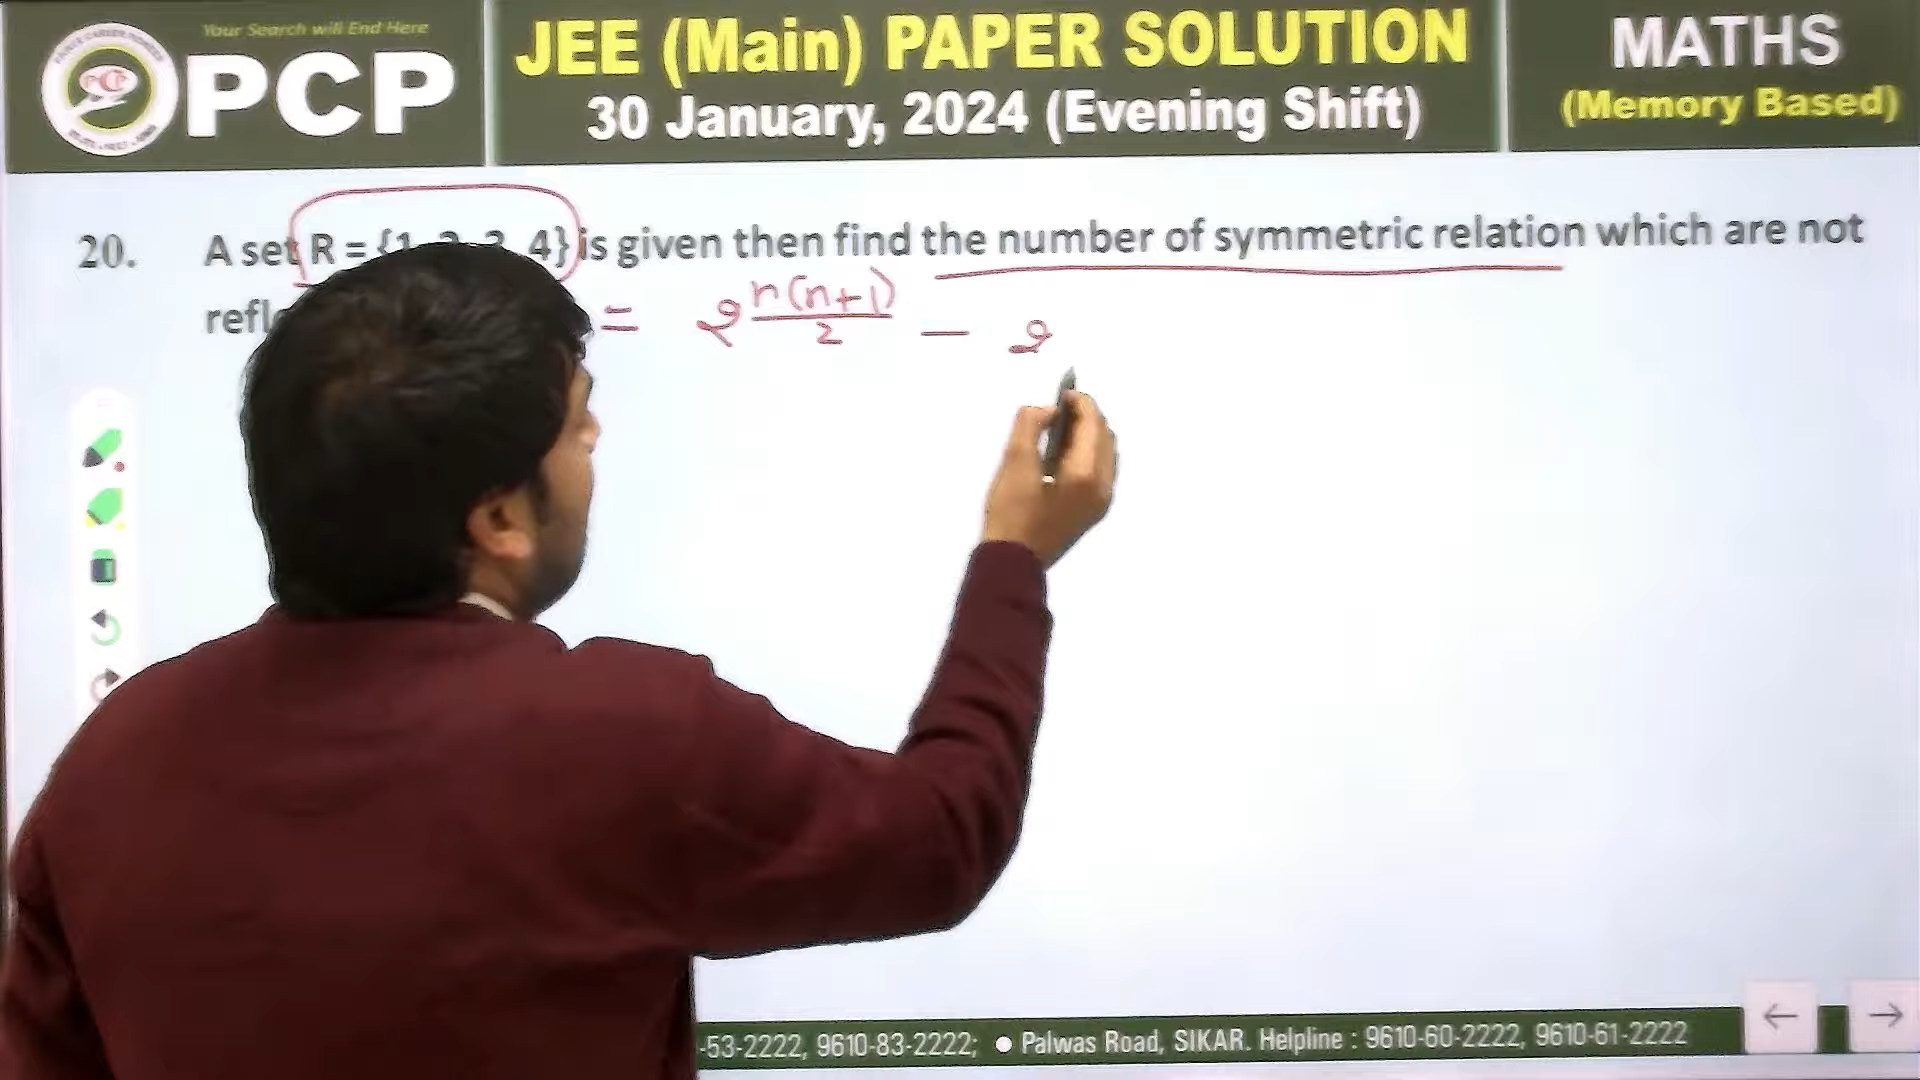 Your Search will End Here
PCP
JEE (Main) PAPER SOLUTION
30 January, 2024 (Evening Shift)
MATHS
(Memory Based)
20. A set R = {1, 2, 3, 4} is given then find the number of symmetric relation which are not
refl
= 2^{\frac{n(n+1)}{2}} - 2
-53-2222, 9610-83-2222; ● Palwas Road, SIKAR. Helpline : 9610-60-2222, 9610-61-2222